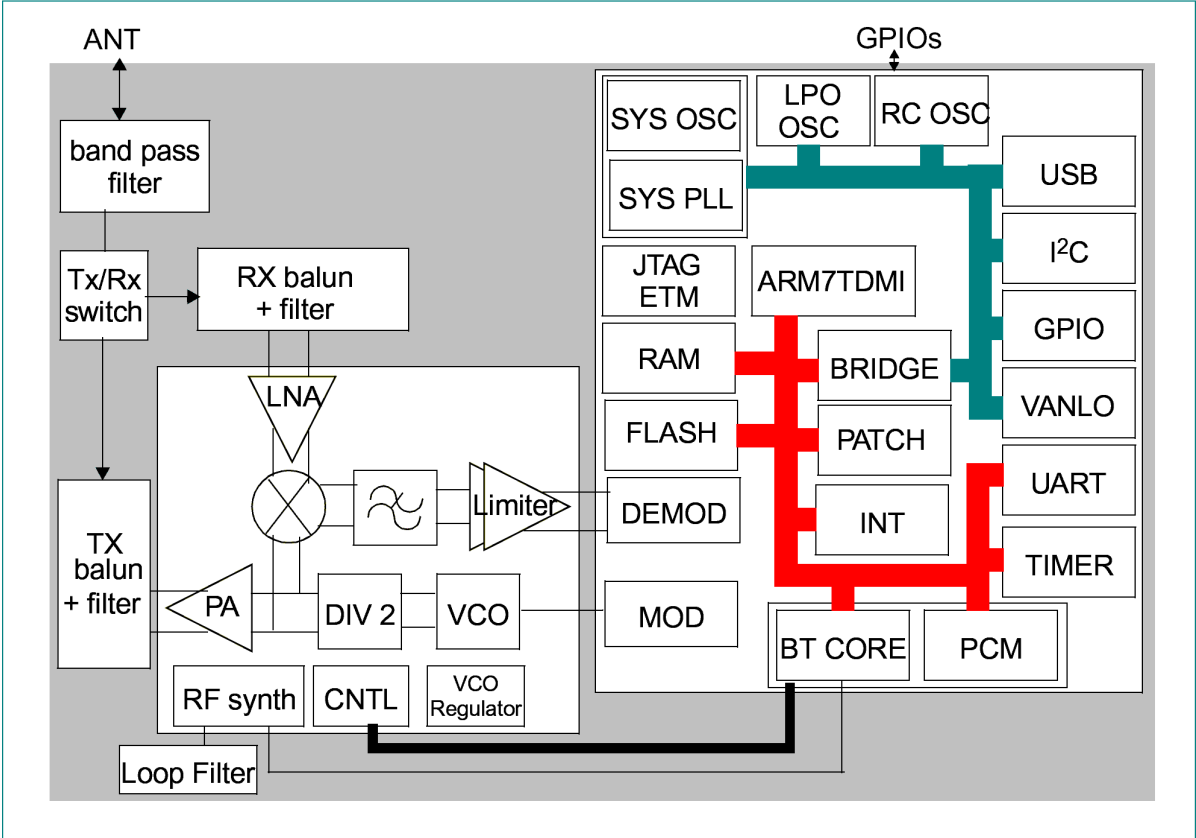 ANT
GPIOs
band pass
filter
Tx/Rx
switch
RX balun
+ filter
LNA
Limiter
TX
balun
+ filter
PA
DIV 2
VCO
RF synth
CNTL
VCO
Regulator
Loop Filter
SYS OSC
LPO
OSC
RC OSC
SYS PLL
USB
I²C
GPIO
VANLO
JTAG
ETM
ARM7TDMI
RAM
BRIDGE
FLASH
PATCH
UART
DEMOD
INT
TIMER
MOD
BT CORE
PCM